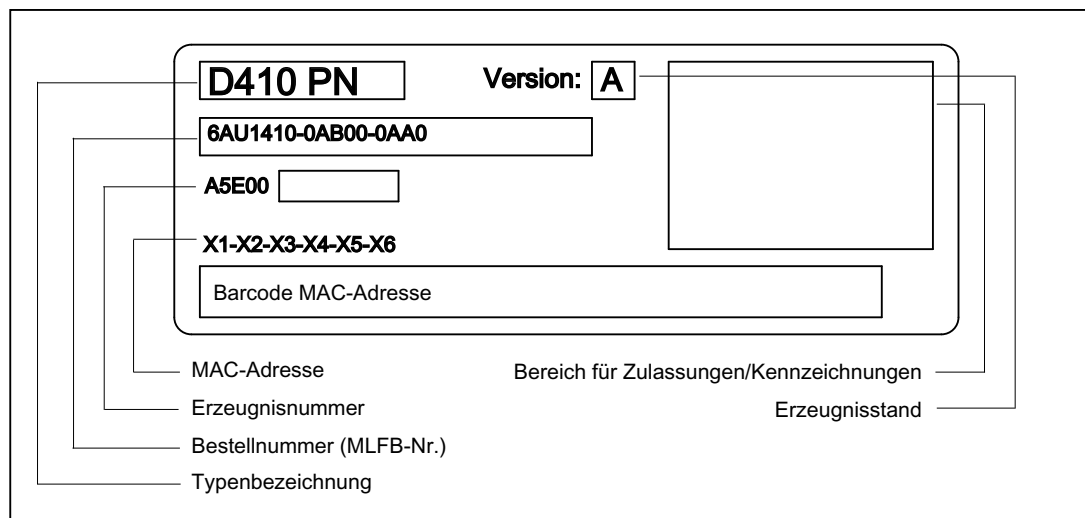 D410 PN Version: A
6AU1410-0AB00-0AA0
A5E00
X1-X2-X3-X4-X5-X6
Barcode MAC-Adresse
MAC-Adresse
Bereich für Zulassungen/Kennzeichnungen
Erzeugnisnummer
Erzeugnisstand
Bestellnummer (MLFB-Nr.)
Typenbezeichnung